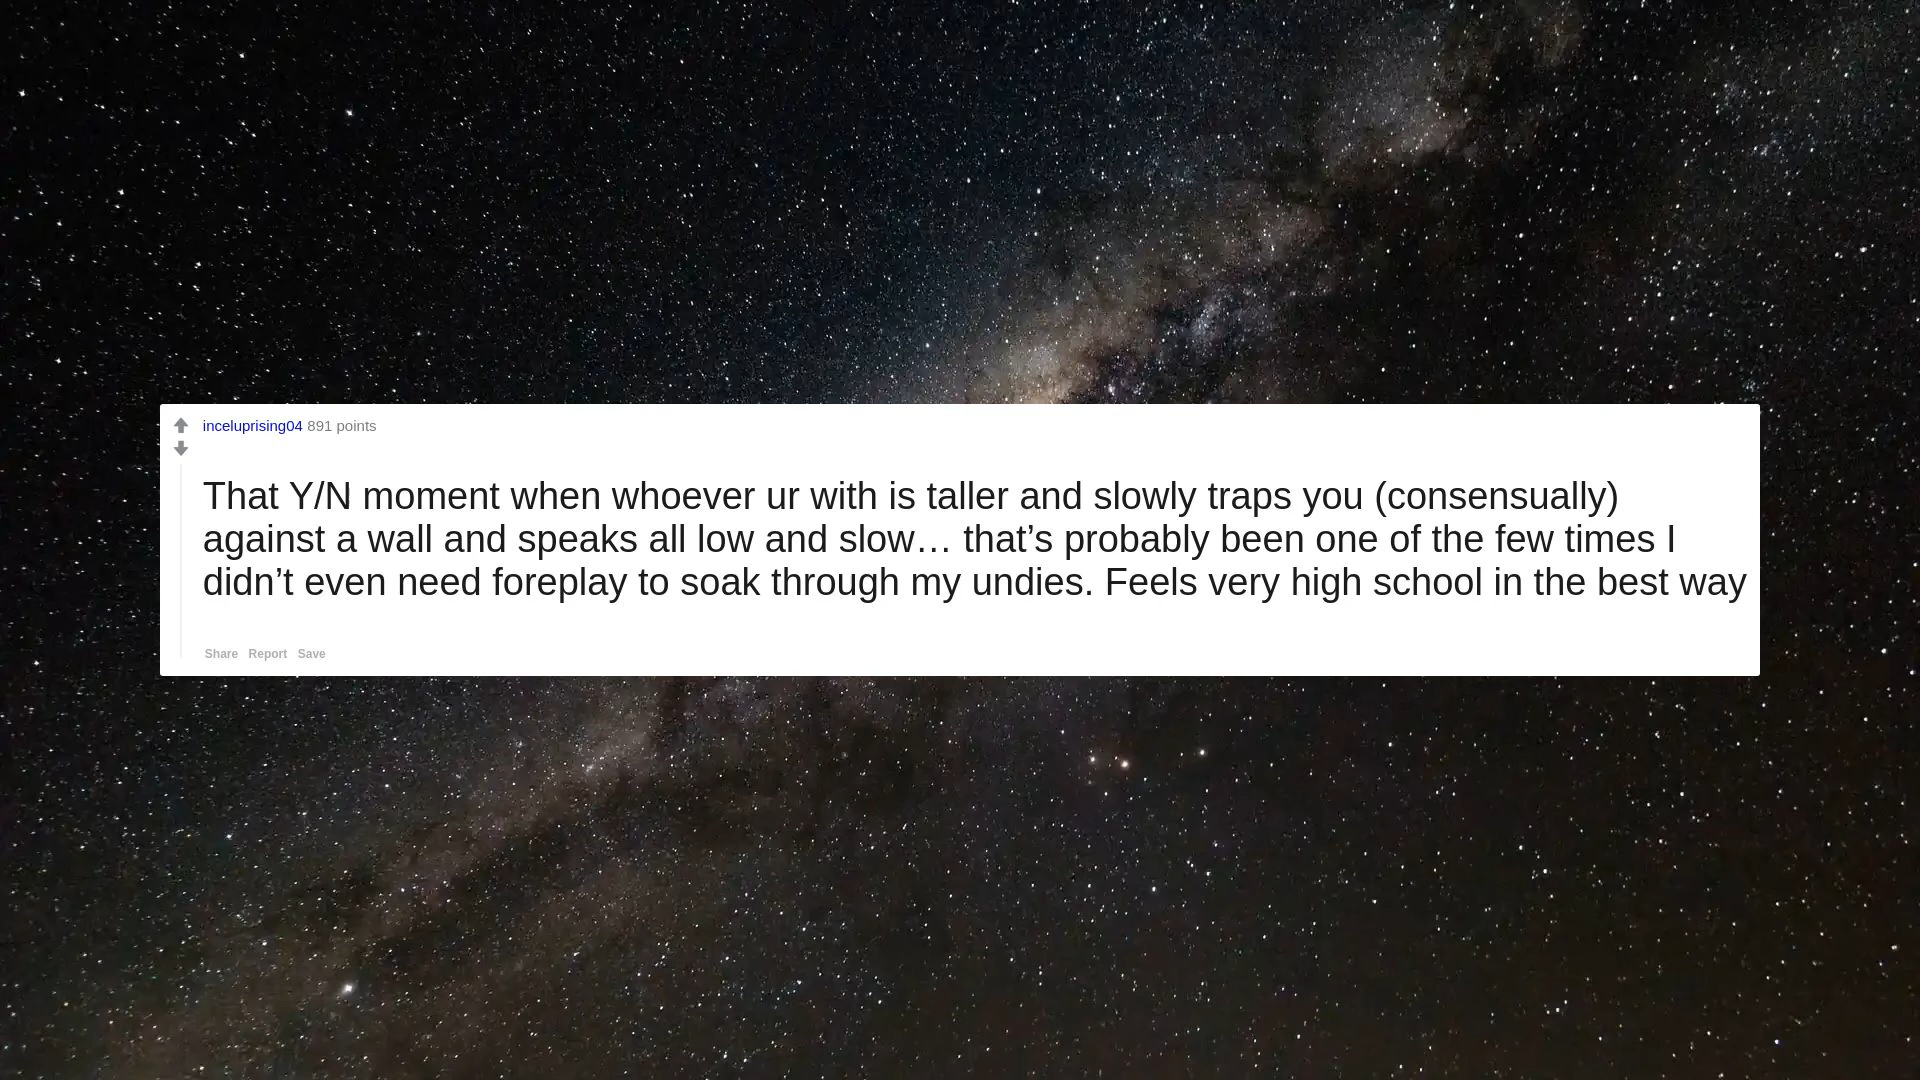 inceluprising04 891 points
That Y/N moment when whoever ur with is taller and slowly traps you (consensually)
against a wall and speaks all low and slow… that’s probably been one of the few times I
didn’t even need foreplay to soak through my undies. Feels very high school in the best way
Share Report Save